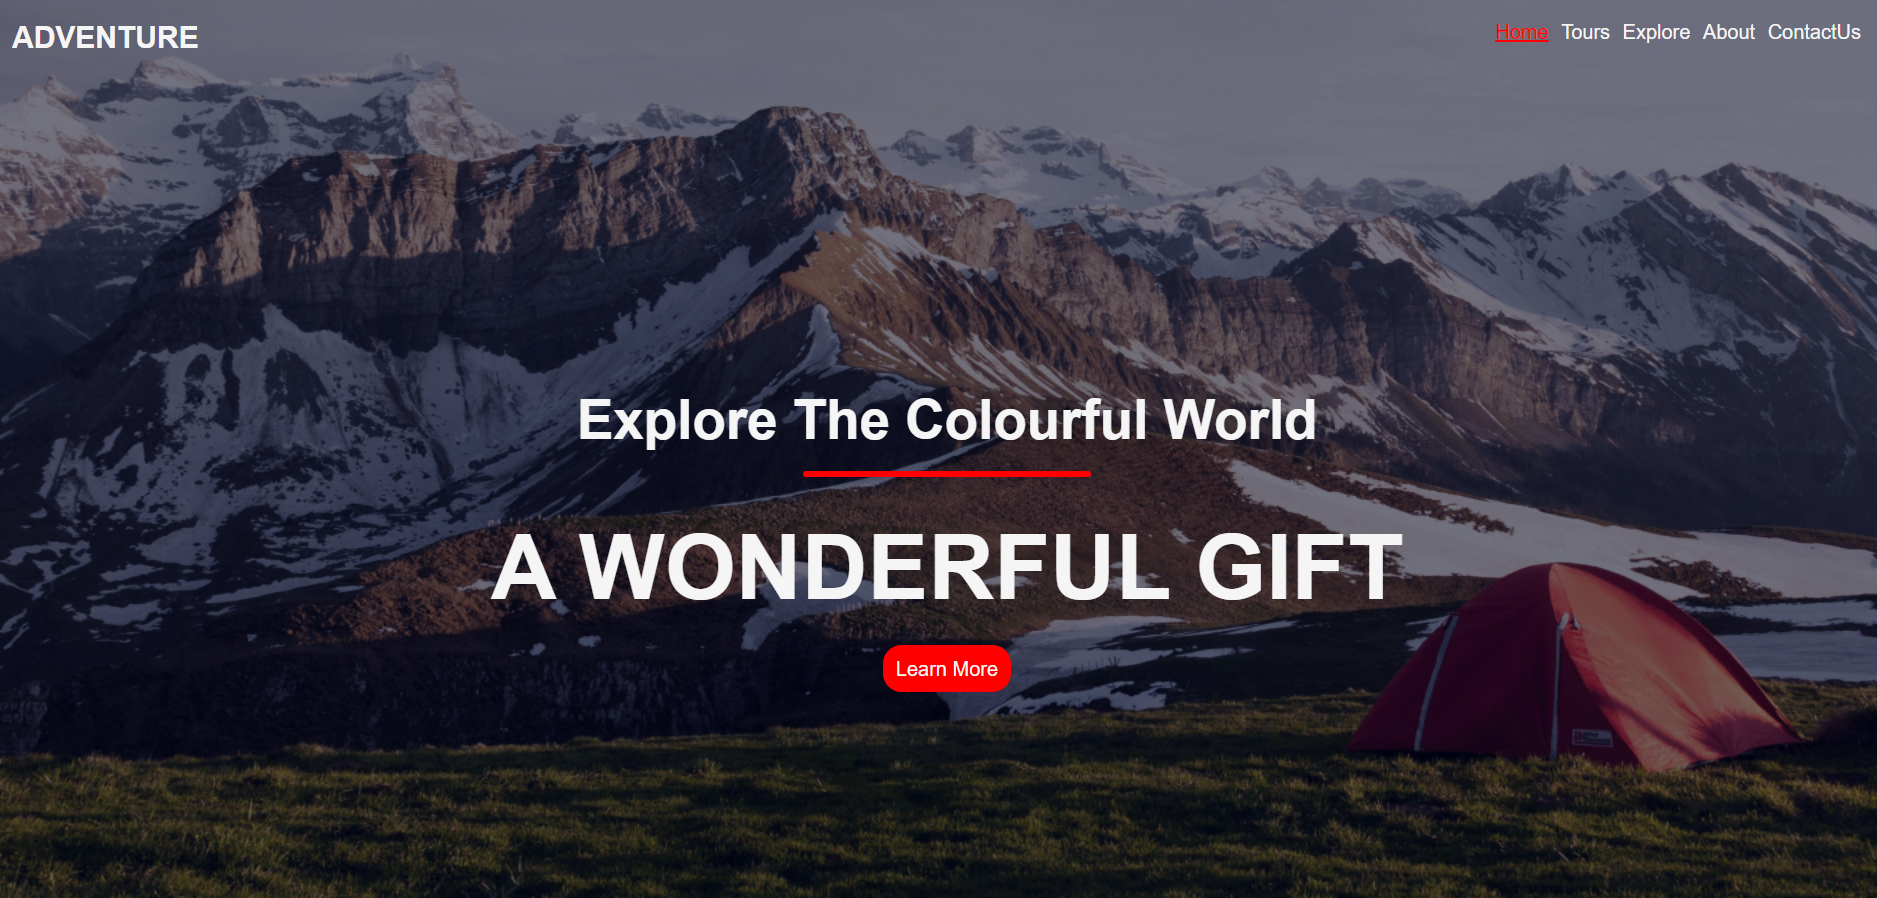 ADVENTURE
Home Tours Explore About ContactUs
Explore The Colourful World
A WONDERFUL GIFT
Learn More